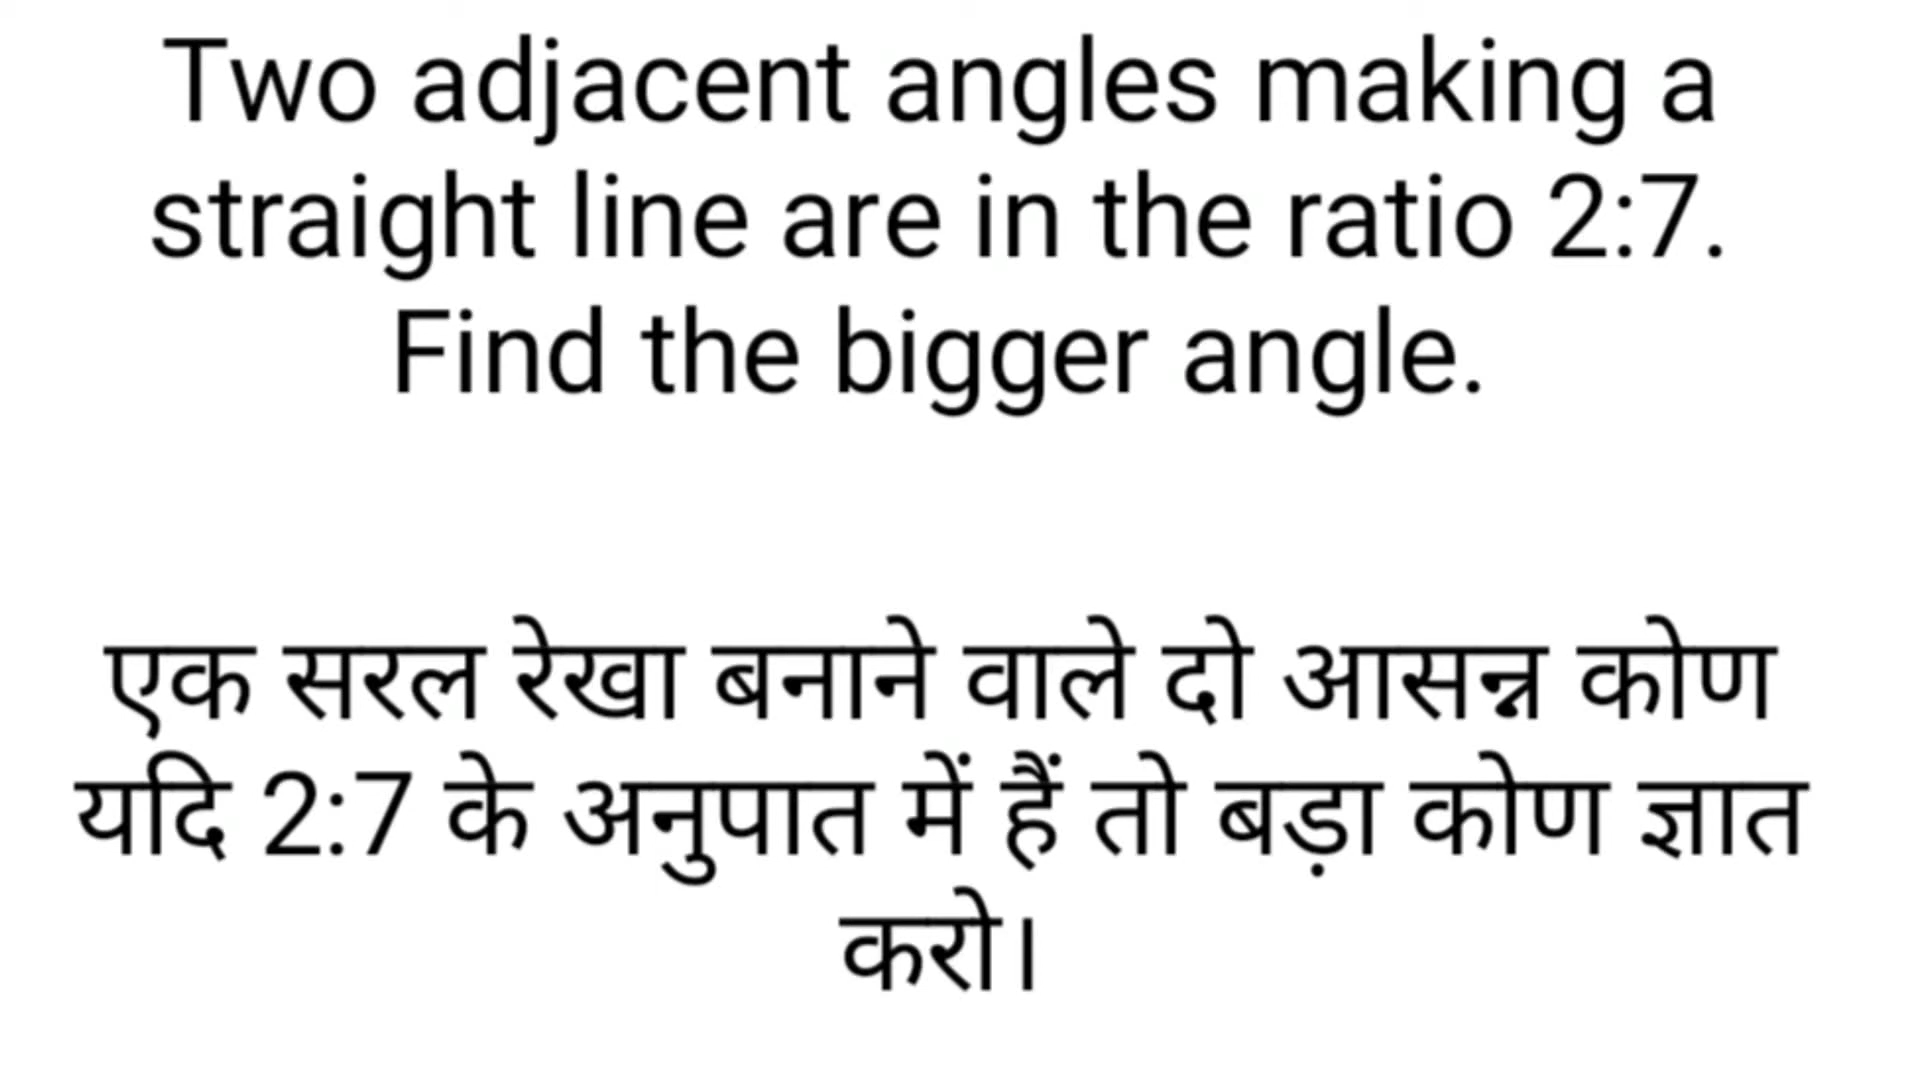 Two adjacent angles making a
straight line are in the ratio 2:7.
Find the bigger angle.
एक सरल रेखा बनाने वाले दो आसन्न कोण
यदि 2:7 के अनुपात में हैं तो बड़ा कोण ज्ञात
करो।